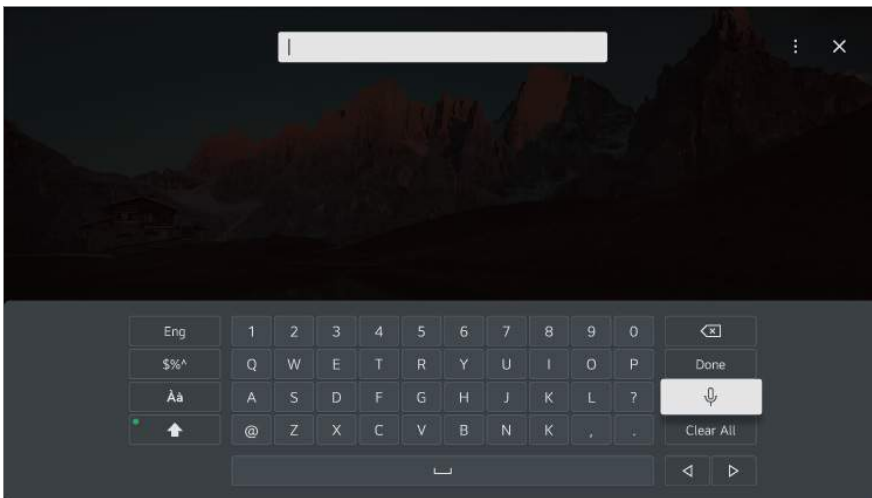 Eng 1 2 3 4 5 6 7 8 9 0
$%^ Q W E T R Y U I O P Done
Àà A S D F G H J K L ?
@ Z X C V B N K , . Clear All